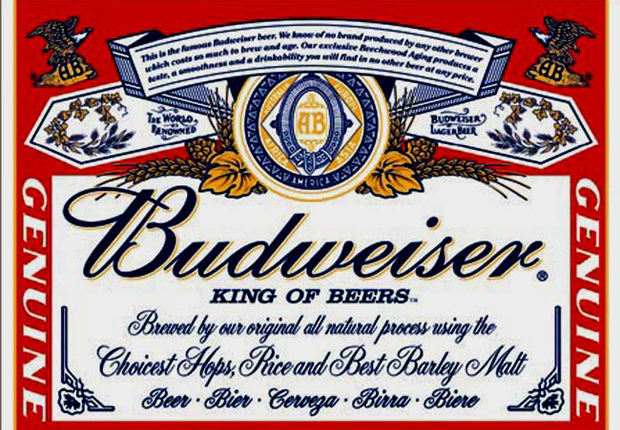 This is the famous Budweiser beer. We know of no brand produced by any other brewer
which costs so much to brew and age. Our exclusive Beechwood Aging produces a
taste, a smoothness and a drinkability you will find in no other beer at any price.
AB
AB
THE WORLD
RENOWNED
AB
BUDWEISER
LAGER BEER
AMERICA
ASIA
GENUINE
GENUINE
Budweiser®
KING OF BEERS™
Brewed by our original all natural process using the
Choicest Hops, Rice and Best Barley Malt
Beer · Bier · Cerveza · Birra · Biere